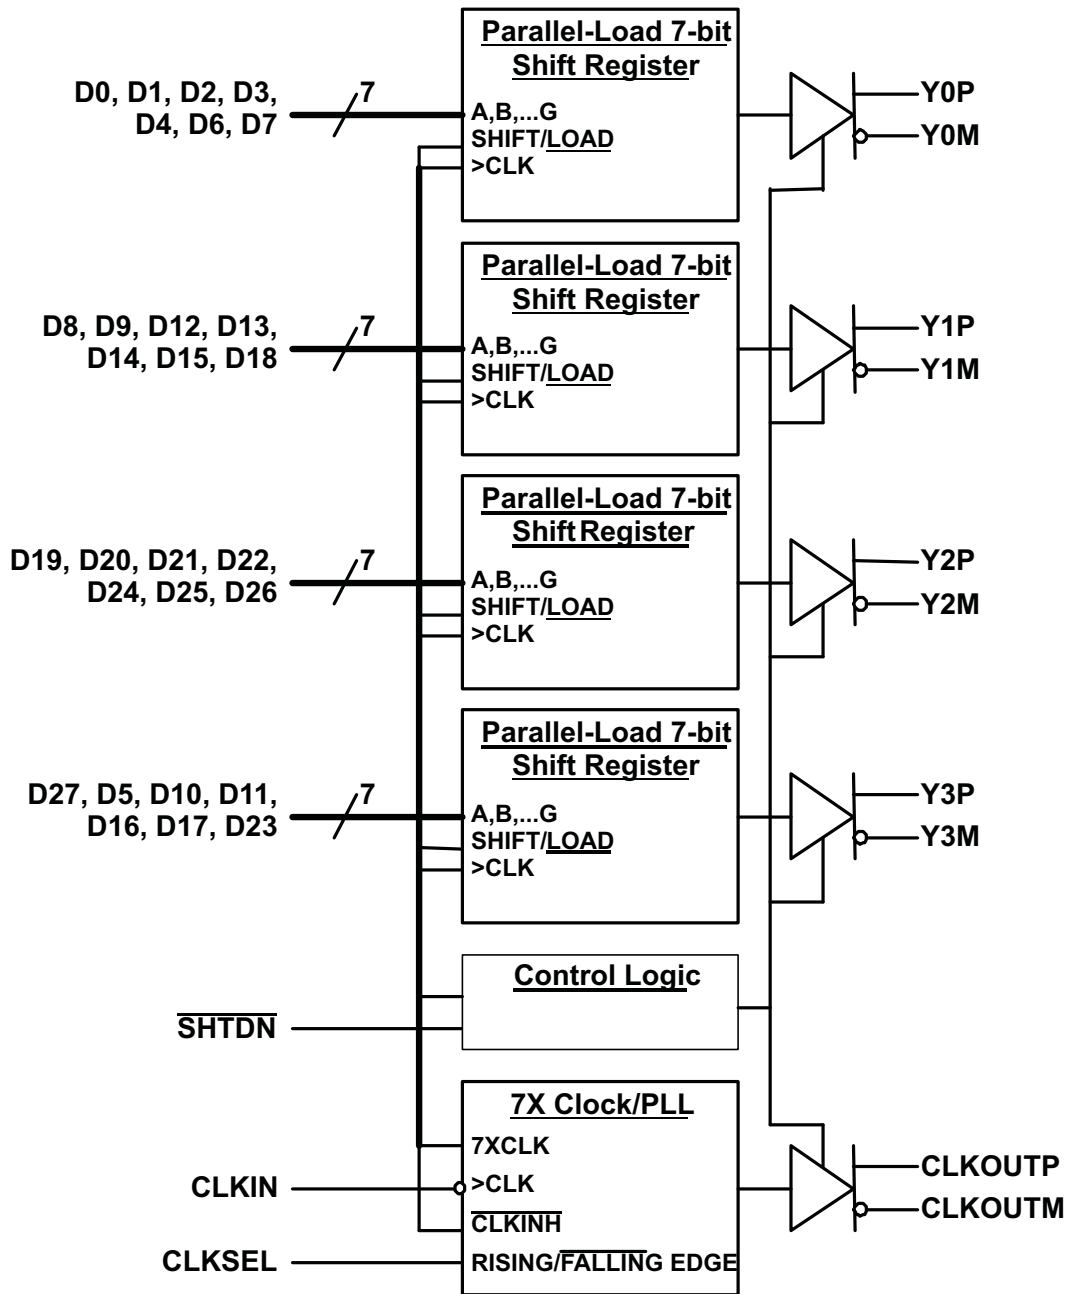 Parallel-Load 7-bit
Shift Register
D0, D1, D2, D3,
D4, D6, D7
7
A,B,...G
SHIFT/LOAD
>CLK
Y0P
Y0M
Parallel-Load 7-bit
Shift Register
D8, D9, D12, D13,
D14, D15, D18
7
A,B,...G
SHIFT/LOAD
>CLK
Y1P
Y1M
Parallel-Load 7-bit
Shift Register
D19, D20, D21, D22,
D24, D25, D26
7
A,B,...G
SHIFT/LOAD
>CLK
Y2P
Y2M
Parallel-Load 7-bit
Shift Register
D27, D5, D10, D11,
D16, D17, D23
7
A,B,...G
SHIFT/LOAD
>CLK
Y3P
Y3M
Control Logic
SHTDN
7X Clock/PLL
7XCLK
CLKIN
>CLK
CLKINH
CLKSEL
RISING/FALLING EDGE
CLKOUTP
CLKOUTM